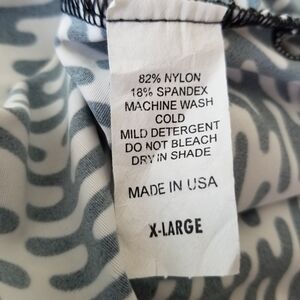 82% NYLON
18% SPANDEX
MACHINE WASH
COLD
MILD DETERGENT
DO NOT BLEACH
DRY IN SHADE
MADE IN USA
X-LARGE